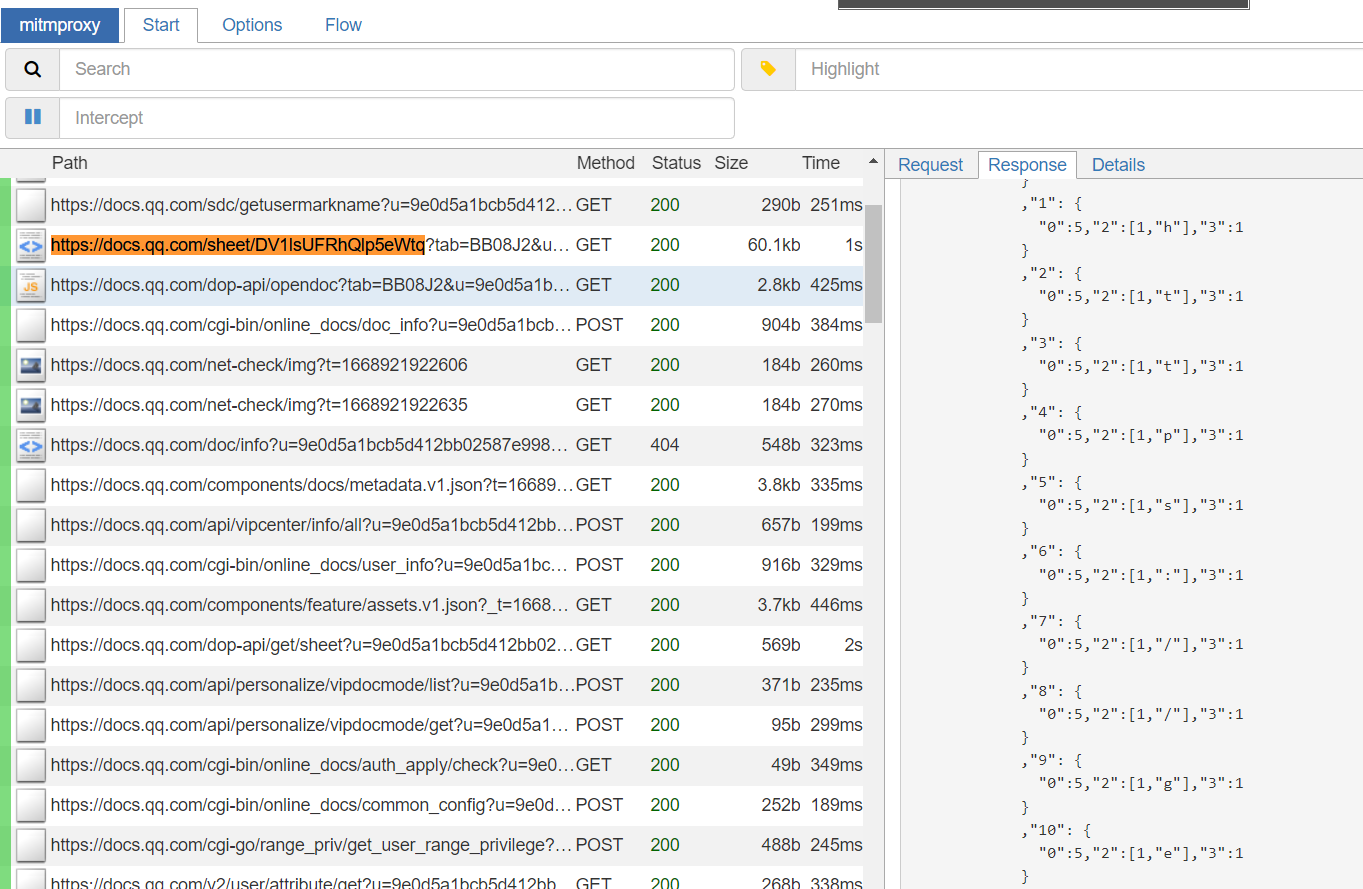 mitmproxy Start Options Flow
Search
Highlight
Intercept
Path Method Status Size Time
https://docs.qq.com/sdc/getusermarkname?u=9e0d5a1bcb5d412... GET 200 290b 251ms
https://docs.qq.com/sheet/DV1lsUFRhQlp5eWtq?tab=BB08J2&u... GET 200 60.1kb 1s
https://docs.qq.com/dop-api/opendoc?tab=BB08J2&u=9e0d5a1b... GET 200 2.8kb 425ms
https://docs.qq.com/cgi-bin/online_docs/doc_info?u=9e0d5a1bcb... POST 200 904b 384ms
https://docs.qq.com/net-check/img?t=1668921922606 GET 200 184b 260ms
https://docs.qq.com/net-check/img?t=1668921922635 GET 200 184b 270ms
https://docs.qq.com/doc/info?u=9e0d5a1bcb5d412bb02587e998... GET 404 548b 323ms
https://docs.qq.com/components/docs/metadata.v1.json?t=16689... GET 200 3.8kb 335ms
https://docs.qq.com/api/vipcenter/info/all?u=9e0d5a1bcb5d412bb... POST 200 657b 199ms
https://docs.qq.com/cgi-bin/online_docs/user_info?u=9e0d5a1bc... POST 200 916b 329ms
https://docs.qq.com/components/feature/assets.v1.json?_t=1668... GET 200 3.7kb 446ms
https://docs.qq.com/dop-api/get/sheet?u=9e0d5a1bcb5d412bb02... GET 200 569b 2s
https://docs.qq.com/api/personalize/vipdocmode/list?u=9e0d5a1b... POST 200 371b 235ms
https://docs.qq.com/api/personalize/vipdocmode/get?u=9e0d5a1... POST 200 95b 299ms
https://docs.qq.com/cgi-bin/online_docs/auth_apply/check?u=9e0... GET 200 49b 349ms
https://docs.qq.com/cgi-bin/online_docs/common_config?u=9e0d... POST 200 252b 189ms
https://docs.qq.com/cgi-go/range_priv/get_user_range_privilege?... POST 200 488b 245ms
https://docs.qq.com/v2/user/attribute/get?u=9e0d5a1bcb5d412bb... GET 200 268b 338ms
Request Response Details
}
,"1": {
"0":5,"2":[1,"h"],"3":1
}
,"2": {
"0":5,"2":[1,"t"],"3":1
}
,"3": {
"0":5,"2":[1,"t"],"3":1
}
,"4": {
"0":5,"2":[1,"p"],"3":1
}
,"5": {
"0":5,"2":[1,"s"],"3":1
}
,"6": {
"0":5,"2":[1,":"],"3":1
}
,"7": {
"0":5,"2":[1,"/"],"3":1
}
,"8": {
"0":5,"2":[1,"/"],"3":1
}
,"9": {
"0":5,"2":[1,"g"],"3":1
}
,"10": {
"0":5,"2":[1,"e"],"3":1
}